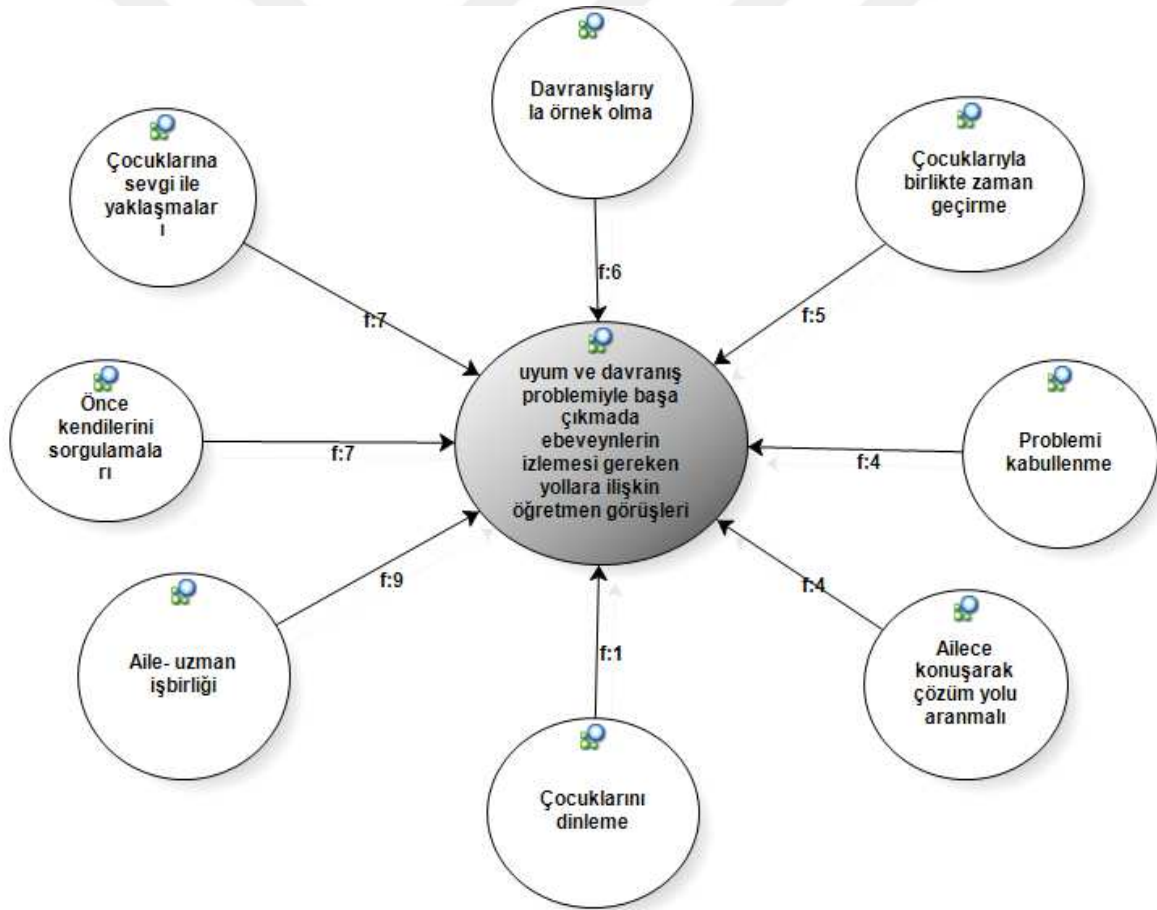 Davranışlarıy
la örnek olma
Çocuklarına
sevgi ile
yaklaşmalar
ı
Çocuklarıyla
birlikte zaman
geçirme
f:6
f:7
f:5
uyum ve davranış
problemiyle başa
çıkmada
ebeveynlerin
izlemesi gereken
yollara ilişkin
öğretmen görüşleri
Önce
kendilerini
sorgulamala
rı
f:7
Problemi
kabullenme
f:4
Aile- uzman
işbirliği
f:9
f:4
Ailece
konuşarak
çözüm yolu
aranmalı
f:1
Çocuklarını
dinleme